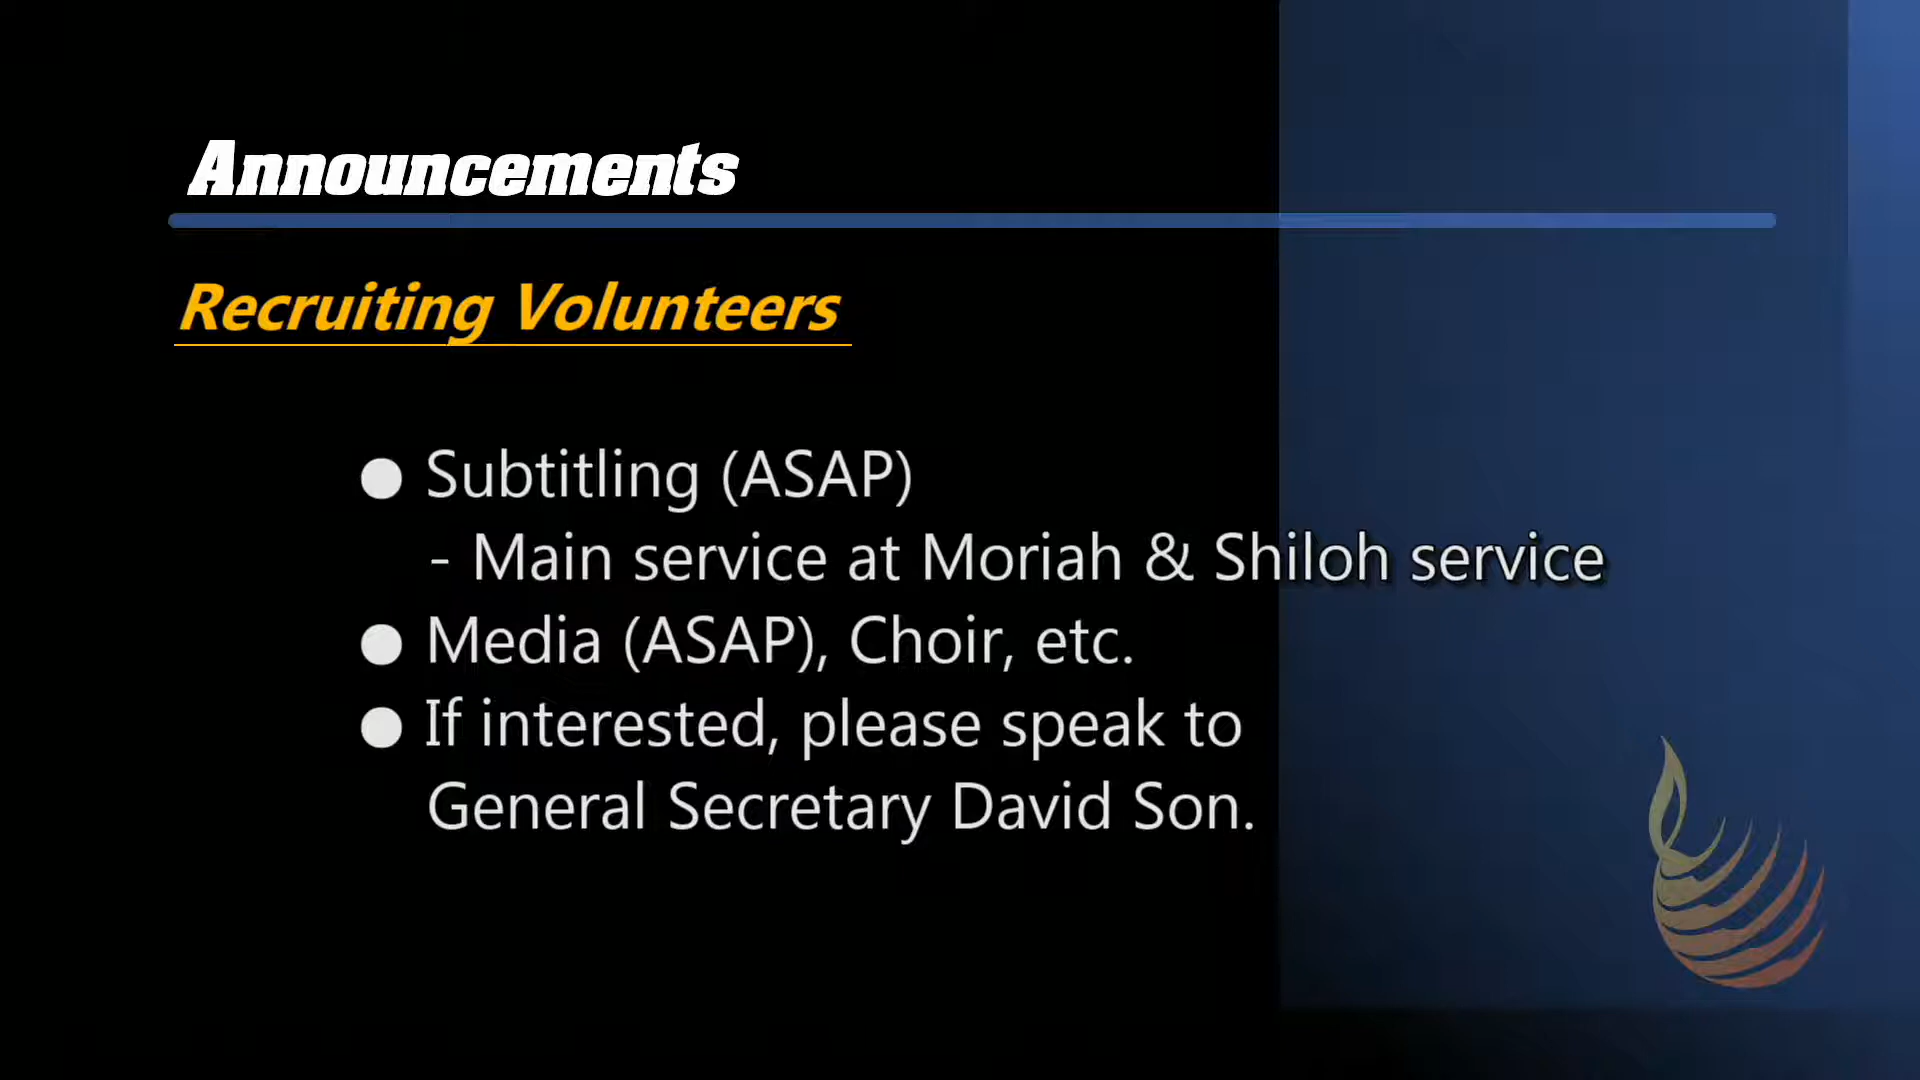 Announcements
Recruiting Volunteers
● Subtitling (ASAP)
- Main service at Moriah & Shiloh service
● Media (ASAP), Choir, etc.
● If interested, please speak to
General Secretary David Son.